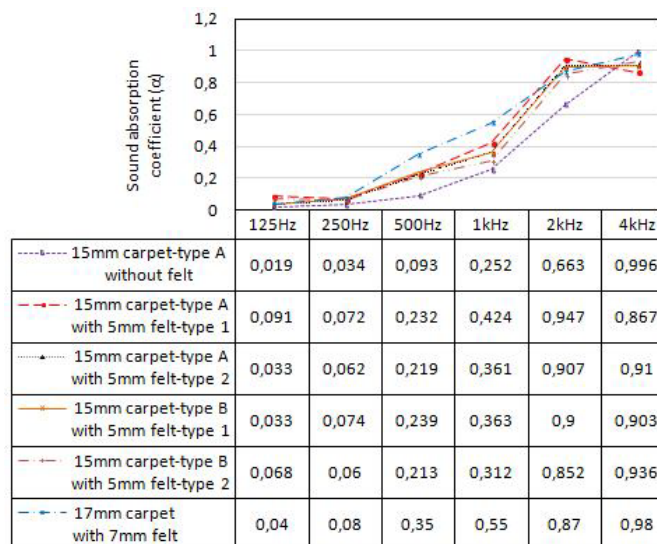 1,2
1
0,8
0,6
0,4
0,2
0
Sound absorption
coefficient (α)
125Hz 250Hz 500Hz 1kHz 2kHz 4kHz
15mm carpet-type A
without felt
0,019 0,034 0,093 0,252 0,663 0,996
15mm carpet-type A
with 5mm felt-type 1
0,091 0,072 0,232 0,424 0,947 0,867
15mm carpet-type A
with 5mm felt-type 2
0,033 0,062 0,219 0,361 0,907 0,91
15mm carpet-type B
with 5mm felt-type 1
0,033 0,074 0,239 0,363 0,9 0,903
15mm carpet-type B
with 5mm felt-type 2
0,068 0,06 0,213 0,312 0,852 0,936
17mm carpet
with 7mm felt
0,04 0,08 0,35 0,55 0,87 0,98